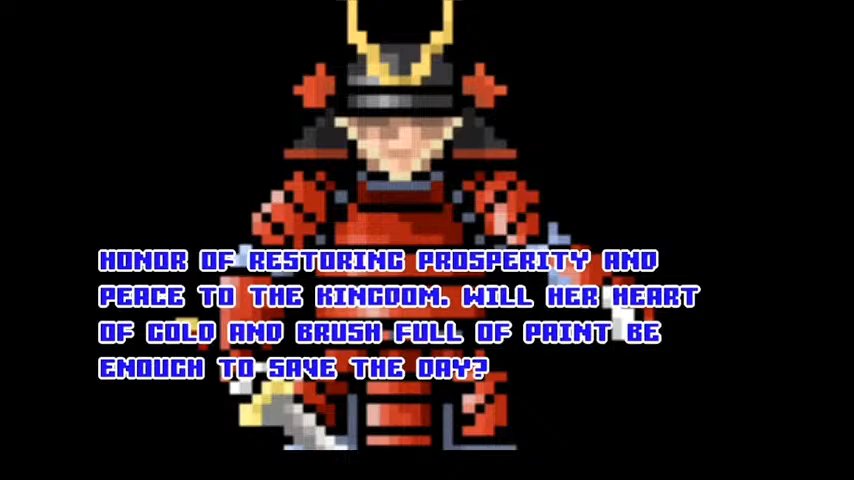 HONOR OF RESTORING PROSPERITY AND
PEACE TO THE KINGDOM. WILL HER HEART
OF GOLD AND BRUSH FULL OF PAINT BE
ENOUGH TO SAVE THE DAY?